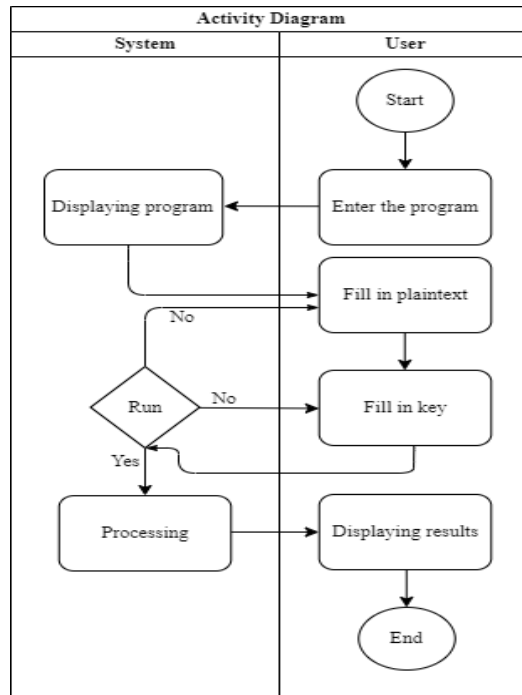 Activity Diagram
System
User
Start
Displaying program
Enter the program
Fill in plaintext
No
Run
No
Fill in key
Yes
Processing
Displaying results
End